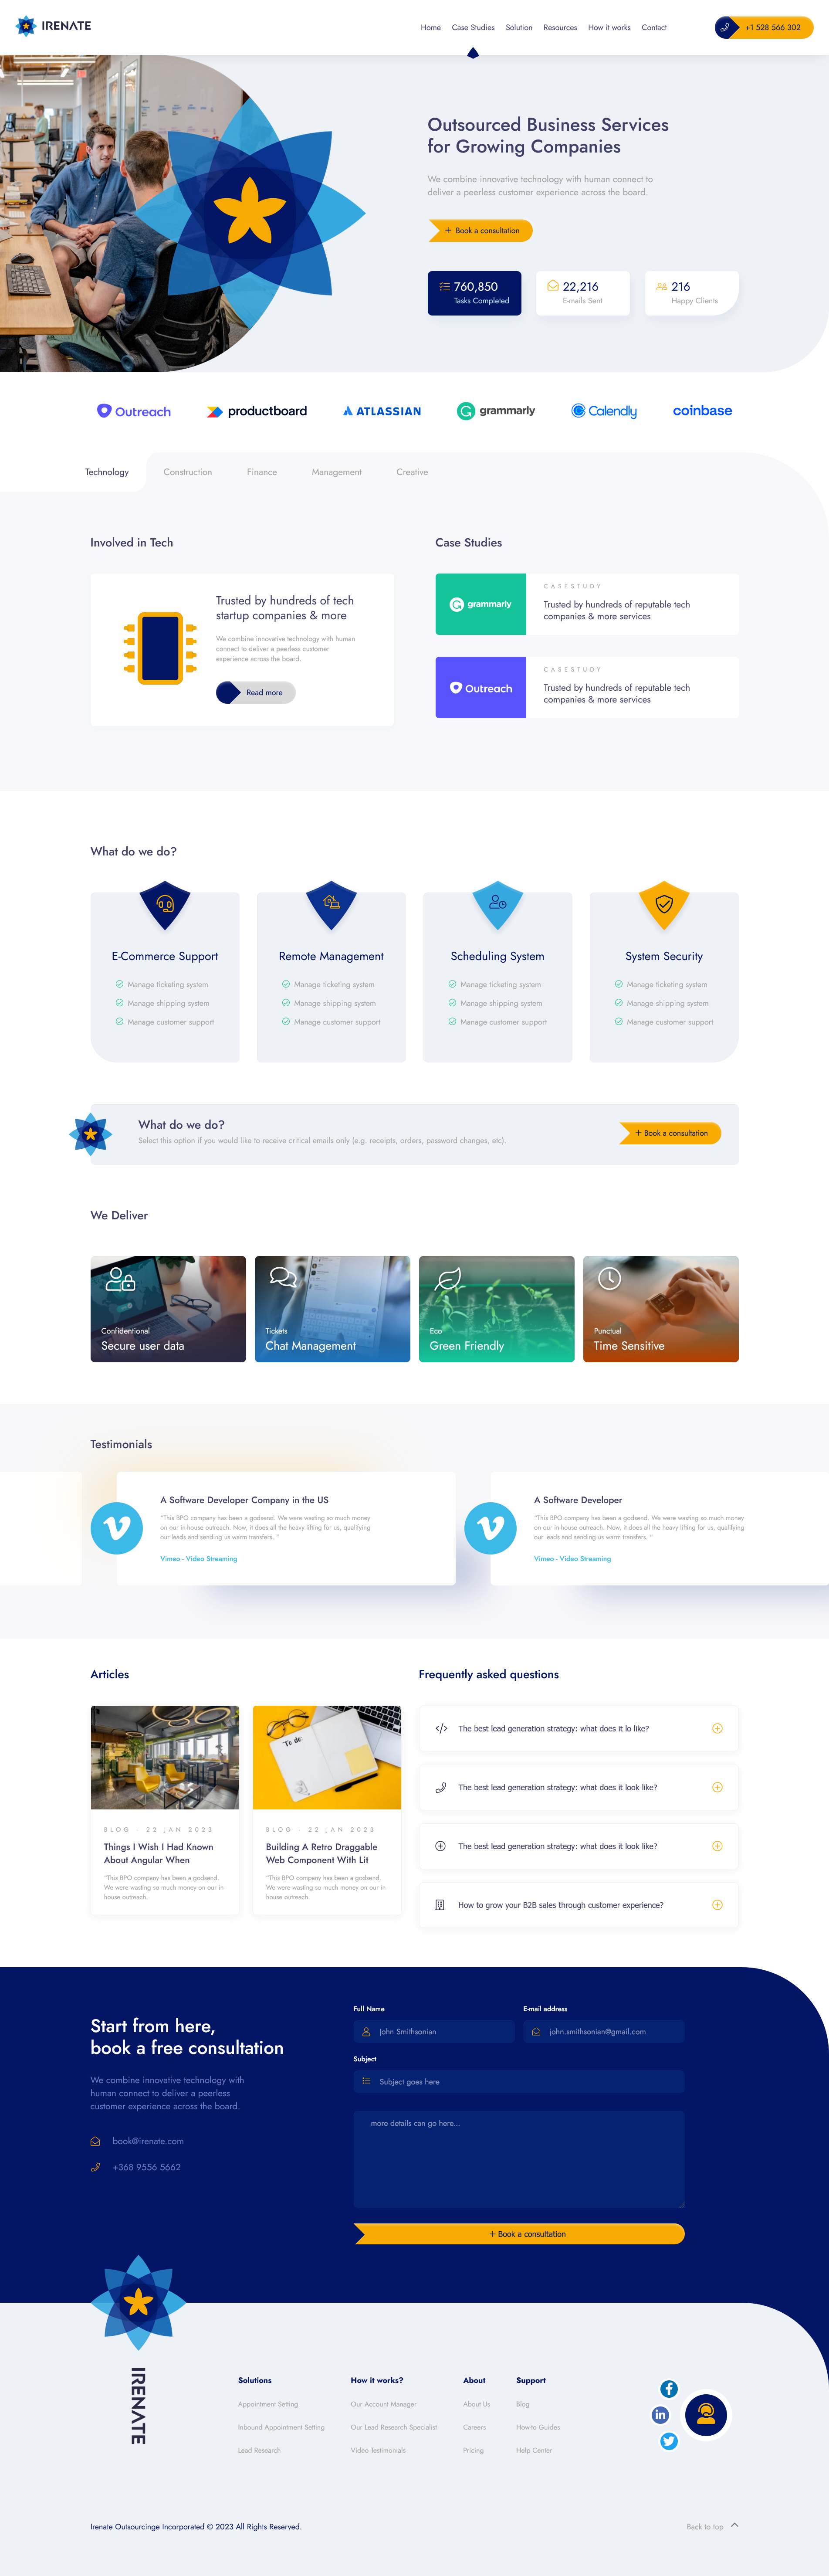 IRENATE
Home Case Studies Solution Resources How it works Contact
+1 528 566 302
Outsourced Business Services
for Growing Companies
We combine innovative technology with human connect to
deliver a peerless customer experience across the board.
+ Book a consultation
760,850
Tasks Completed
22,216
E-mails Sent
216
Happy Clients
Outreach productboard ATLASSIAN grammarly Calendly coinbase
Technology Construction Finance Management Creative
Involved in Tech
Trusted by hundreds of tech
startup companies & more
We combine innovative technology with human
connect to deliver a peerless customer
experience across the board.
Read more
Case Studies
grammarly
CASESTUDY
Trusted by hundreds of reputable tech
companies & more services
Outreach
CASESTUDY
Trusted by hundreds of reputable tech
companies & more services
What do we do?
E-Commerce Support
Manage ticketing system
Manage shipping system
Manage customer support
Remote Management
Manage ticketing system
Manage shipping system
Manage customer support
Scheduling System
Manage ticketing system
Manage shipping system
Manage customer support
System Security
Manage ticketing system
Manage shipping system
Manage customer support
What do we do?
Select this option if you would like to receive critical emails only (e.g. receipts, orders, password changes, etc).
+ Book a consultation
We Deliver
Confidentional
Secure user data
Tickets
Chat Management
Eco
Green Friendly
Punctual
Time Sensitive
Testimonials
A Software Developer Company in the US
"This BPO company has been a godsend. We were wasting so much money
on our in-house outreach. Now, it does all the heavy lifting for us, qualifying
our leads and sending us warm transfers. "
Vimeo - Video Streaming
A Software Developer
"This BPO company has been a godsend. We were wasting so much money
on our in-house outreach. Now, it does all the heavy lifting for us, qualifying
our leads and sending us warm transfers. "
Vimeo - Video Streaming
Articles
To do:
BLOG - 22 JAN 2023
Things I Wish I Had Known
About Angular When
"This BPO company has been a godsend.
We were wasting so much money on our in-
house outreach.
BLOG - 22 JAN 2023
Building A Retro Draggable
Web Component With Lit
"This BPO company has been a godsend.
We were wasting so much money on our in-
house outreach.
Frequently asked questions
The best lead generation strategy: what does it lo like?
The best lead generation strategy: what does it look like?
The best lead generation strategy: what does it look like?
How to grow your B2B sales through customer experience?
Start from here,
book a free consultation
We combine innovative technology with
human connect to deliver a peerless
customer experience across the board.
book@irenate.com
+368 9556 5662
Full Name
John Smithsonian
E-mail address
john.smithsonian@gmail.com
Subject
Subject goes here
more details can go here...
+ Book a consultation
IRENATE
Solutions
Appointment Setting
Inbound Appointment Setting
Lead Research
How it works?
Our Account Manager
Our Lead Research Specialist
Video Testimonials
About
About Us
Careers
Pricing
Support
Blog
How-to Guides
Help Center
Irenate Outsourcinge Incorporated © 2023 All Rights Reserved.
Back to top